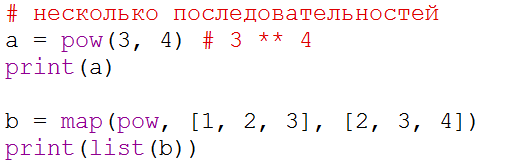 # несколько последовательностей
a = pow(3, 4) # 3 ** 4
print(a)
b = map(pow, [1, 2, 3], [2, 3, 4])
print(list(b))